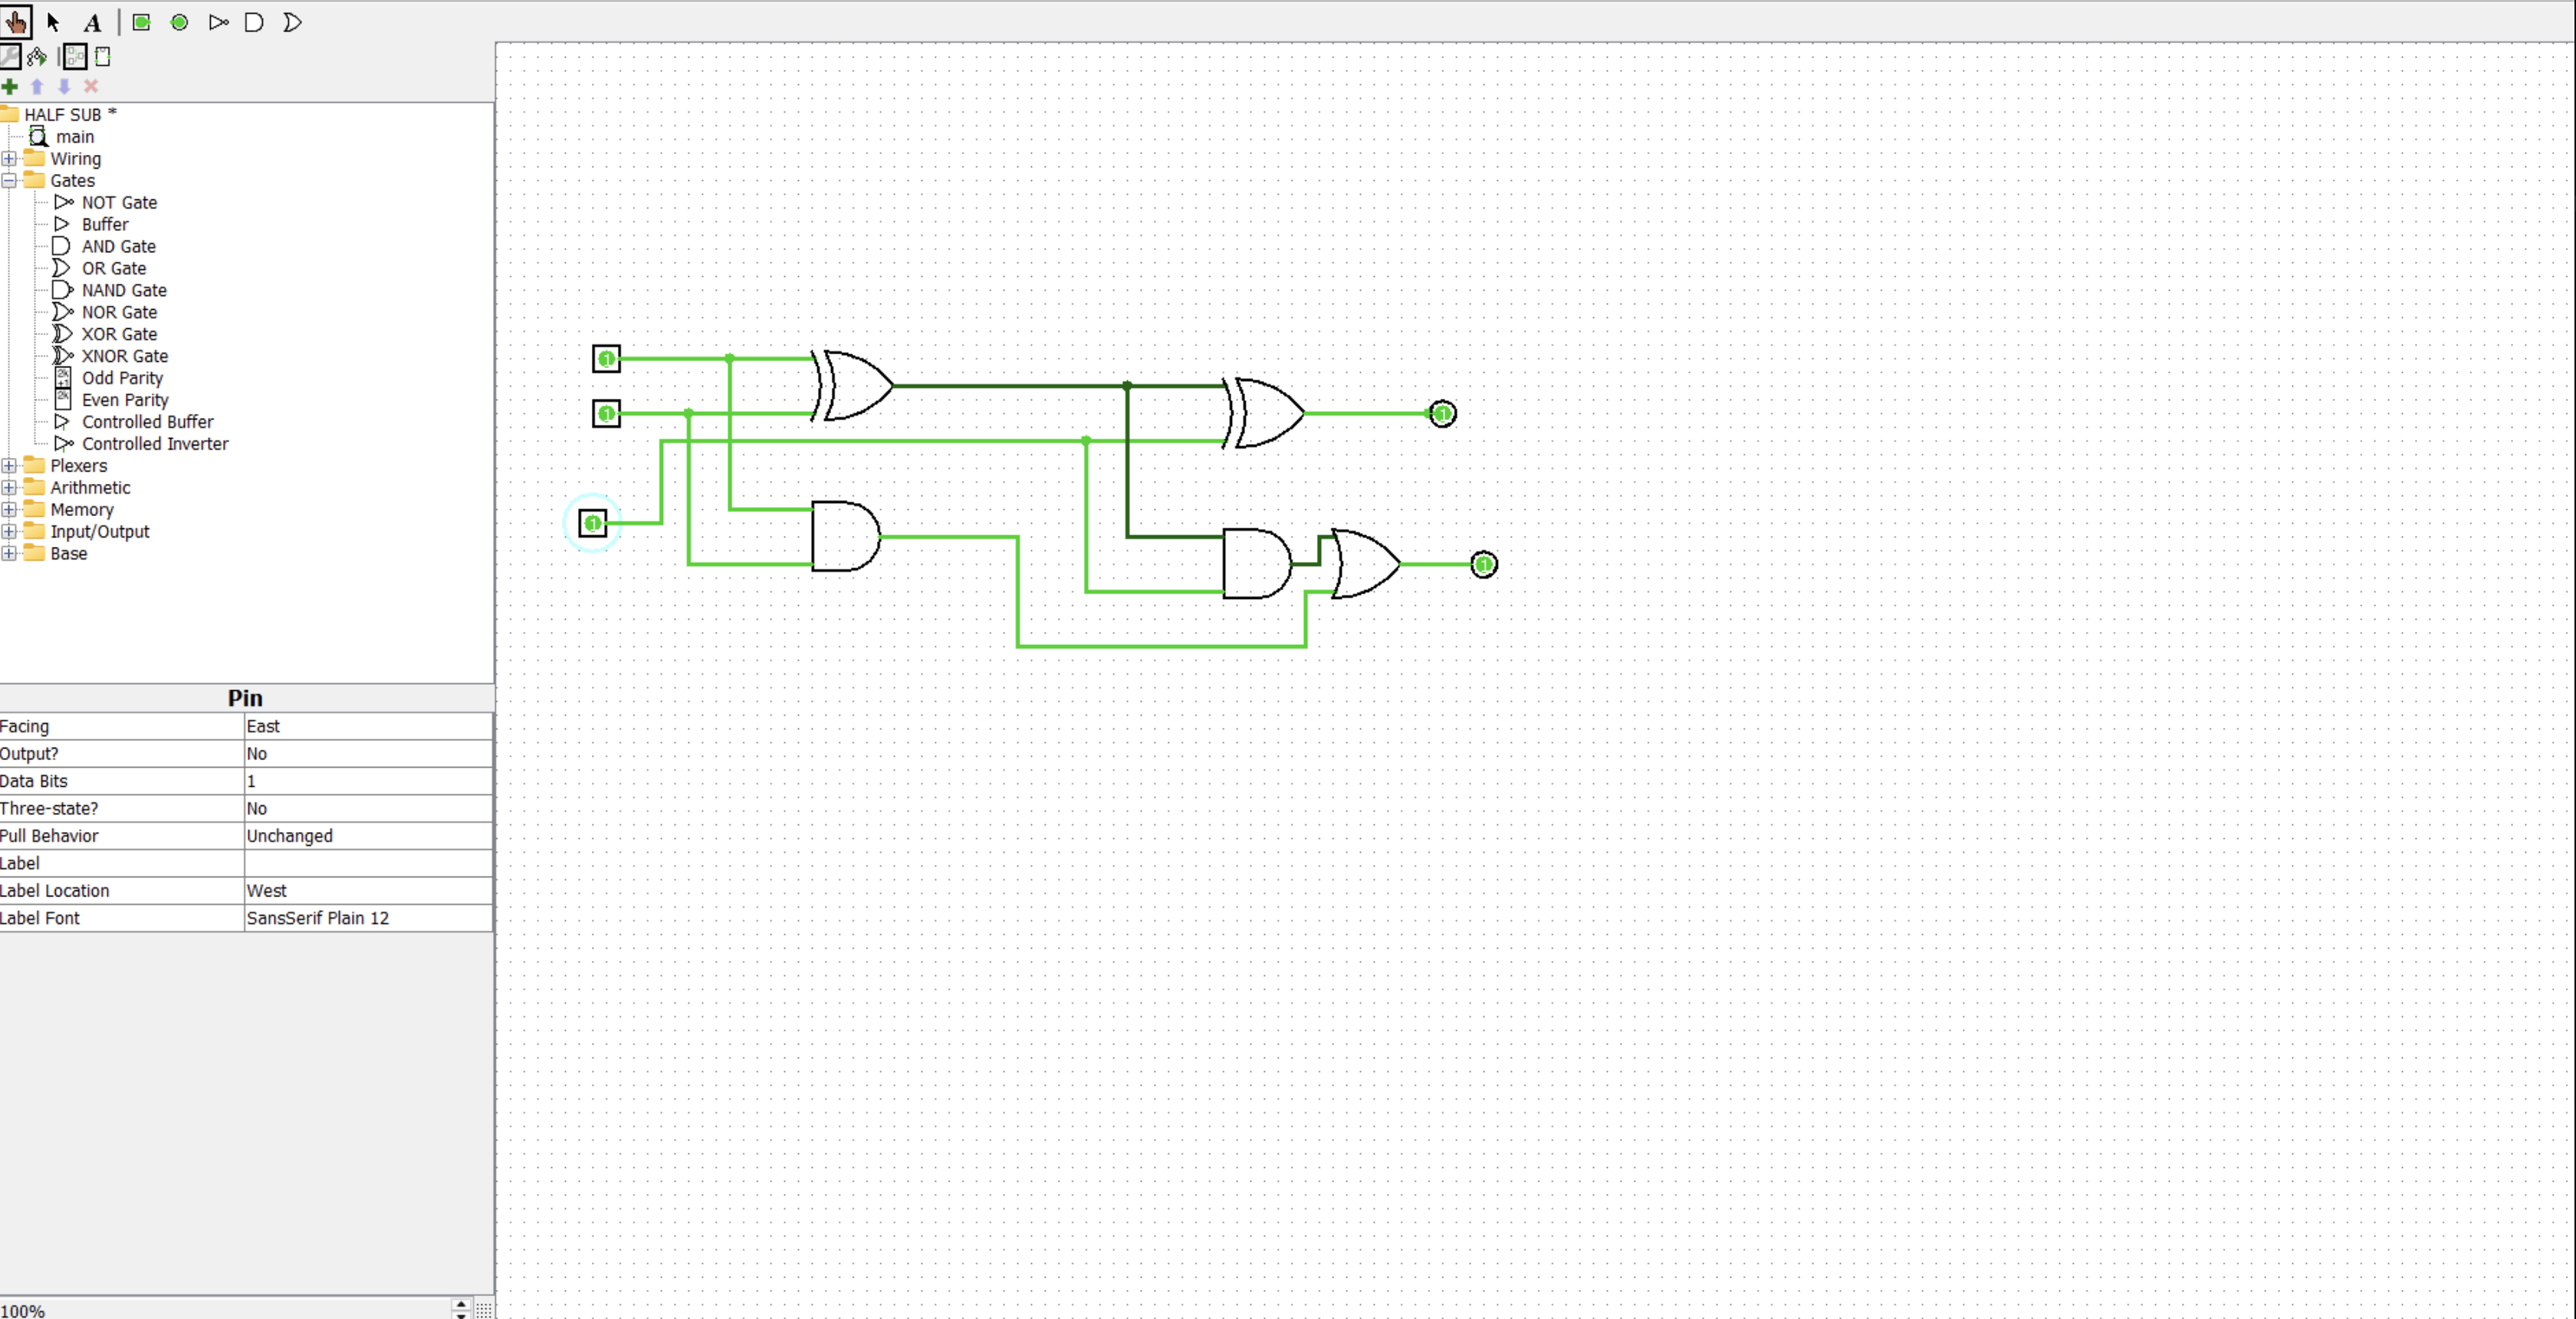 A
HALF SUB *
main
Wiring
Gates
NOT Gate
Buffer
AND Gate
OR Gate
NAND Gate
NOR Gate
XOR Gate
XNOR Gate
2k
+1
Odd Parity
2k
Even Parity
Controlled Buffer
Controlled Inverter
Plexers
Arithmetic
Memory
Input/Output
Base
Pin
Facing East
Output? No
Data Bits 1
Three-state? No
Pull Behavior Unchanged
Label
Label Location West
Label Font SansSerif Plain 12
100%
1
1
1
1
1